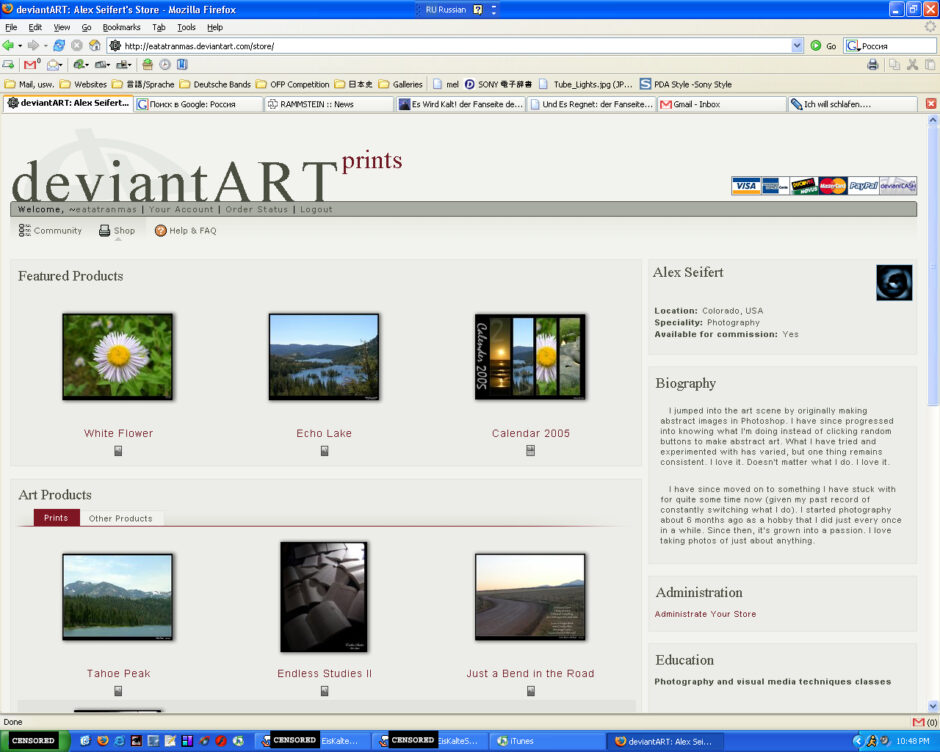 deviantART: Alex Seifert's Store - Mozilla Firefox
RU Russian
File Edit View Go Bookmarks Tab Tools Help
http://eatatranmas.deviantart.com/store/
Go
Россия
Mail, usw. Websites 言語学/Sprache Deutsche Bands OFP Competition 日本史 Galleries mel SONY 電子辞書 Tube_Lights.jpg (JP... PDA Style -Sony Style
deviantART: Alex Seifert... Поиск в Google: Россия RAMMSTEIN :: News Es Wird Kalt! der Fanseite de... Und Es Regnet: der Fanseite... Gmail - Inbox Ich will schlafen....
deviantART prints
VISA MasterCard PayPal deviantCASH
Welcome, ~eatatranmas | Your Account | Order Status | Logout
Community Shop Help & FAQ
Featured Products
Calender 2005
White Flower
Echo Lake
Calendar 2005
Art Products
Prints Other Products
Tahoe Peak
Endless Studies II
Just a Bend in the Road
Alex Seifert
Location: Colorado, USA
Speciality: Photography
Available for commission: Yes
Biography
I jumped into the art scene by originally making
abstract images in Photoshop. I have since progressed
into knowing what I'm doing instead of clicking random
buttons to make abstract art. What I have tried and
experimented with has varied, but one thing remains
consistent. I love it. Doesn't matter what I do. I love it.
I have since moved on to something I have stuck with
for quite some time now (given my past record of
constantly switching what I do). I started photography
about 6 months ago as a hobby that I did just every once
in a while. Since then, it's grown into a passion. I love
taking photos of just about anything.
Administration
Administrate Your Store
Education
Photography and visual media techniques classes
Done
(0)
CENSORED
CENSORED EisKalte...
CENSORED EisKalteS...
iTunes
deviantART: Alex Sei...
10:48 PM